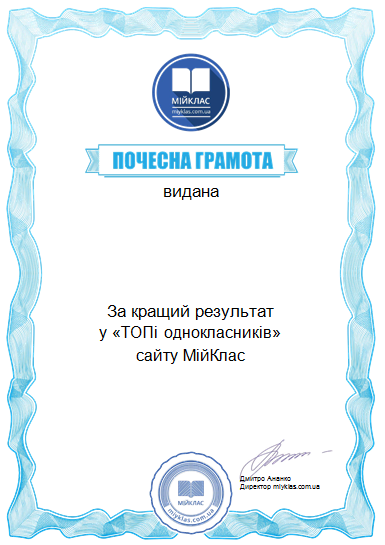 МІЙКЛАС
miyklas.com.ua
ПОЧЕСНА ГРАМОТА
видана
За кращий результат
у «ТОПі однокласників»
сайту МійКлас
Дмитро Ананко
Директор miyklas.com.ua
МІЙКЛАС
miyklas.com.ua